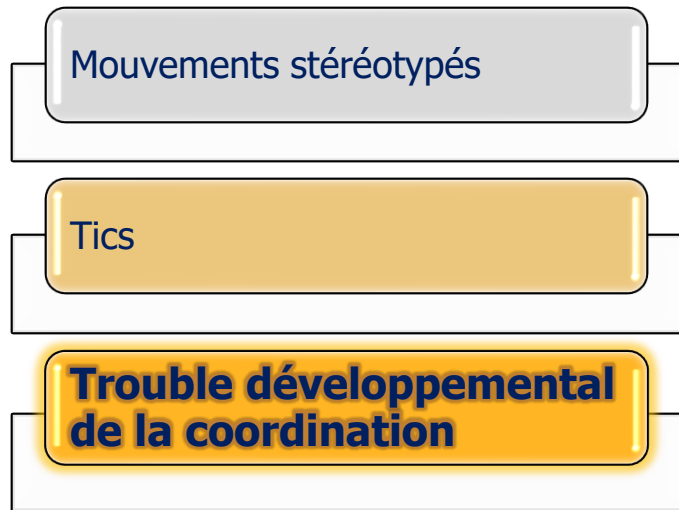 Mouvements stéréotypés
Tics
Trouble développemental
de la coordination